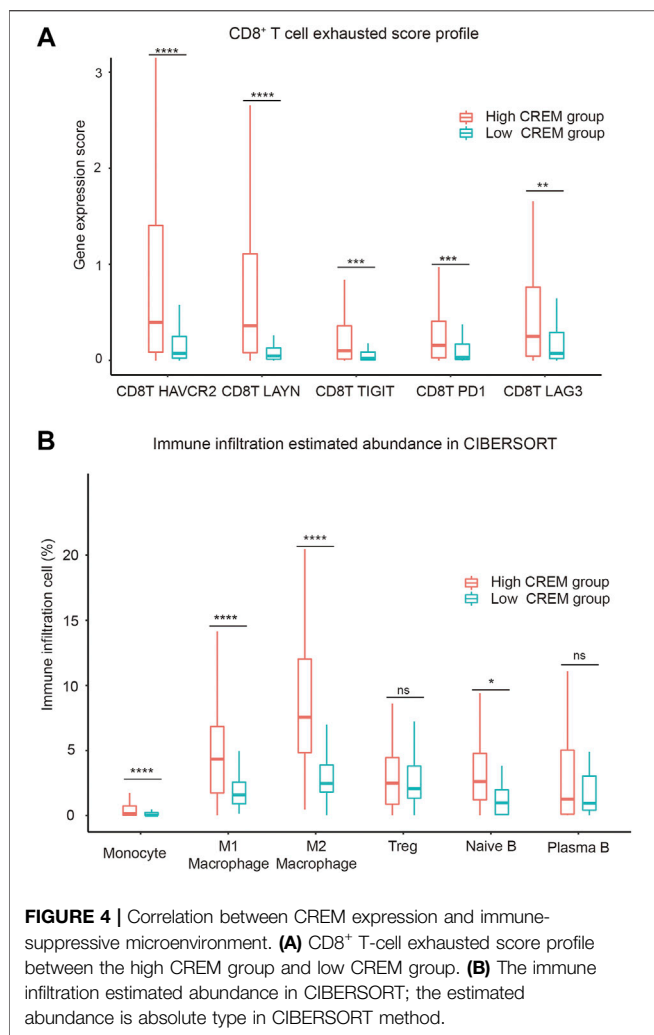 A
CD8⁺ T cell exhausted score profile
Gene expression score
3
2
1
0
****
****
***
***
**
High CREM group
Low CREM group
CD8T HAVCR2 CD8T LAYN CD8T TIGIT CD8T PD1 CD8T LAG3
B
Immune infiltration estimated abundance in CIBERSORT
Immune infiltration cell (%)
20
15
10
5
0
****
****
****
ns
*
ns
High CREM group
Low CREM group
Monocyte
M1
Macrophage
M2
Macrophage
Treg
Naive B
Plasma B
FIGURE 4 | Correlation between CREM expression and immune-
suppressive microenvironment. (A) CD8⁺ T-cell exhausted score profile
between the high CREM group and low CREM group. (B) The immune
infiltration estimated abundance in CIBERSORT; the estimated
abundance is absolute type in CIBERSORT method.